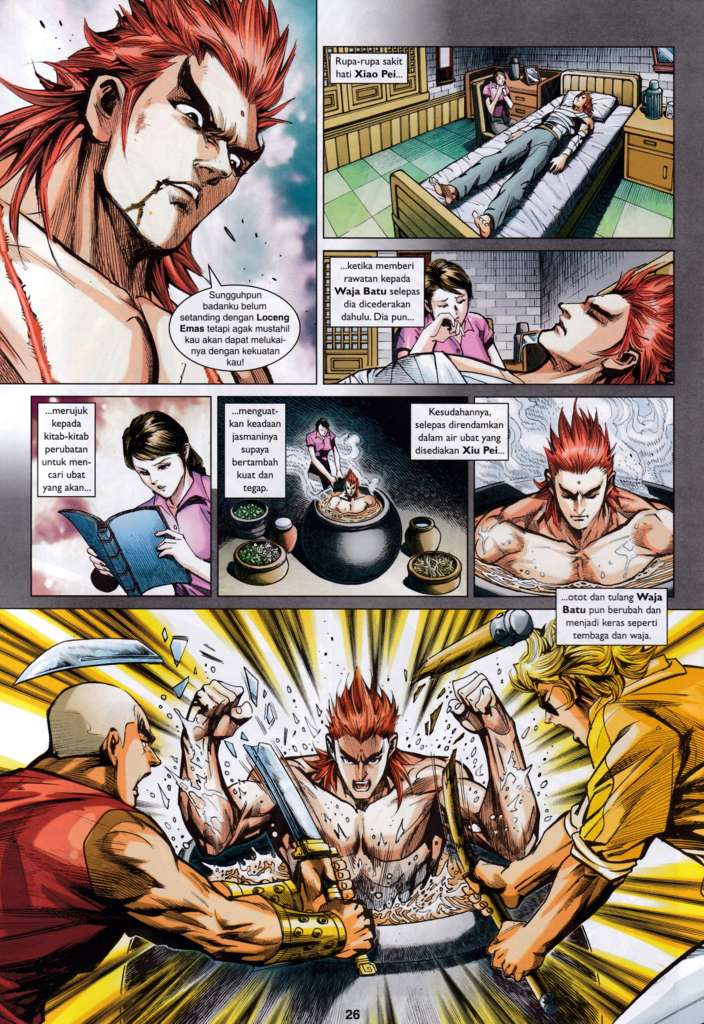 Sungguhpun
badanku belum
setanding dengan Loceng
Emas tetapi agak mustahil
kau akan dapat melukai-
nya dengan kekuatan
kau!
Rupa-rupa sakit
hati Xiao Pei...
...ketika memberi
rawatan kepada
Waja Batu selepas
dia dicederakan
dahulu. Dia pun...
...merujuk
kepada
kitab-kitab
perubatan
untuk men-
cari ubat
yang akan...
...menguat-
kan keadaan
jasmaninya
supaya
bertambah
kuat dan
tegap.
Kesudahannya,
selepas direndamkan
dalam air ubat yang
disediakan Xiu Pei...
...otot dan tulang Waja
Batu pun berubah dan
menjadi keras seperti
tembaga dan waja.
26